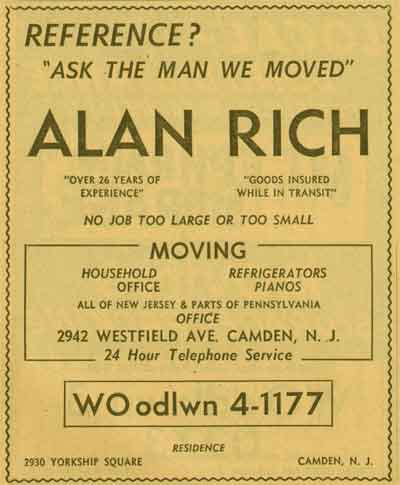 REFERENCE?
"ASK THE MAN WE MOVED"
ALAN RICH
"OVER 26 YEARS OF
EXPERIENCE"
"GOODS INSURED
WHILE IN TRANSIT"
NO JOB TOO LARGE OR TOO SMALL
MOVING
HOUSEHOLD
OFFICE
REFRIGERATORS
PIANOS
ALL OF NEW JERSEY & PARTS OF PENNSYLVANIA
OFFICE
2942 WESTFIELD AVE. CAMDEN, N. J.
24 Hour Telephone Service
WOodlwn 4-1177
RESIDENCE
2930 YORKSHIP SQUARE
CAMDEN, N. J.